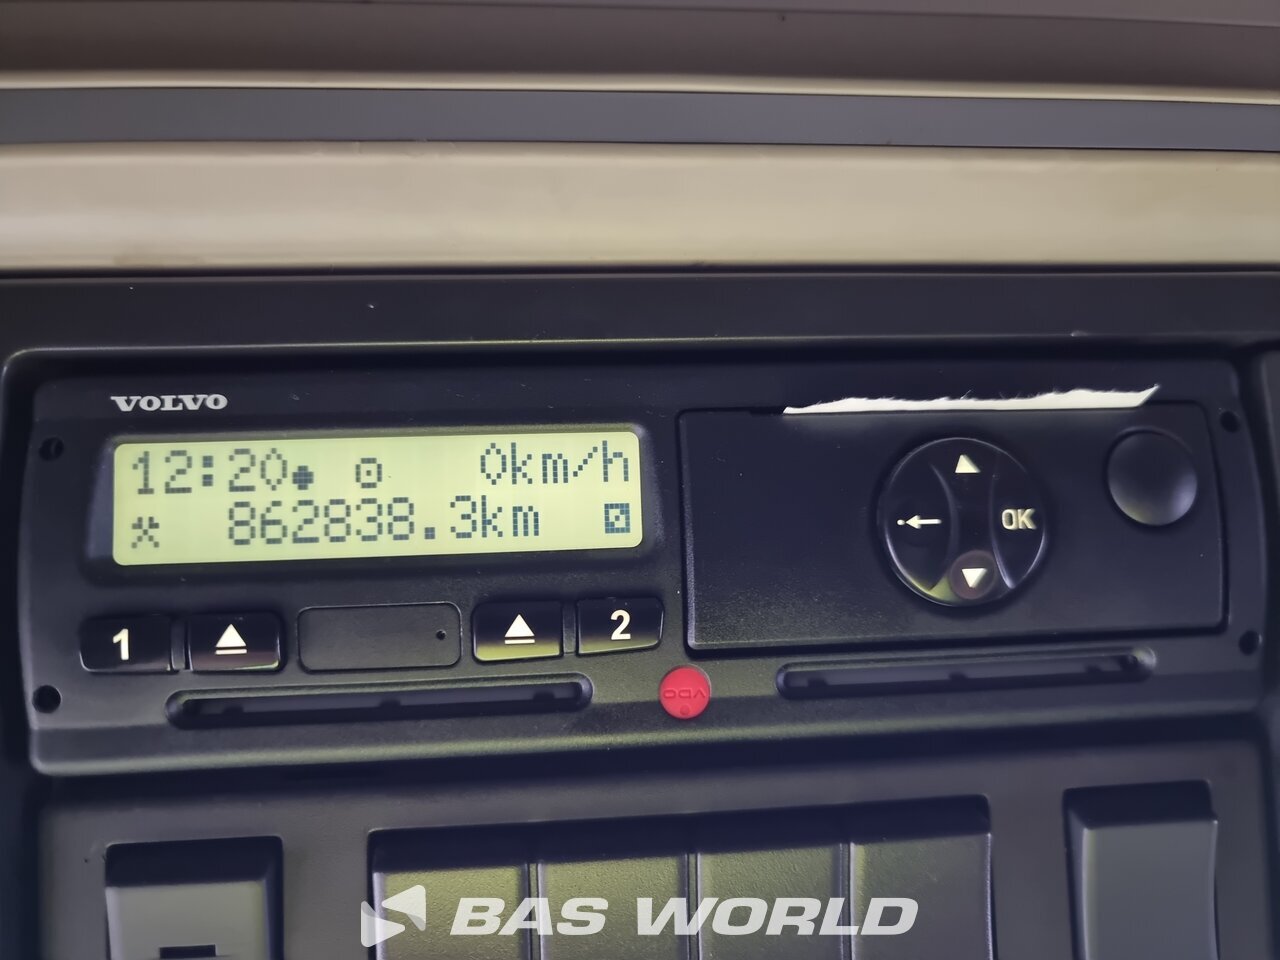 VOLVO
12:20 0km/h
862838.3km
OK
1 2
VDO
BAS WORLD